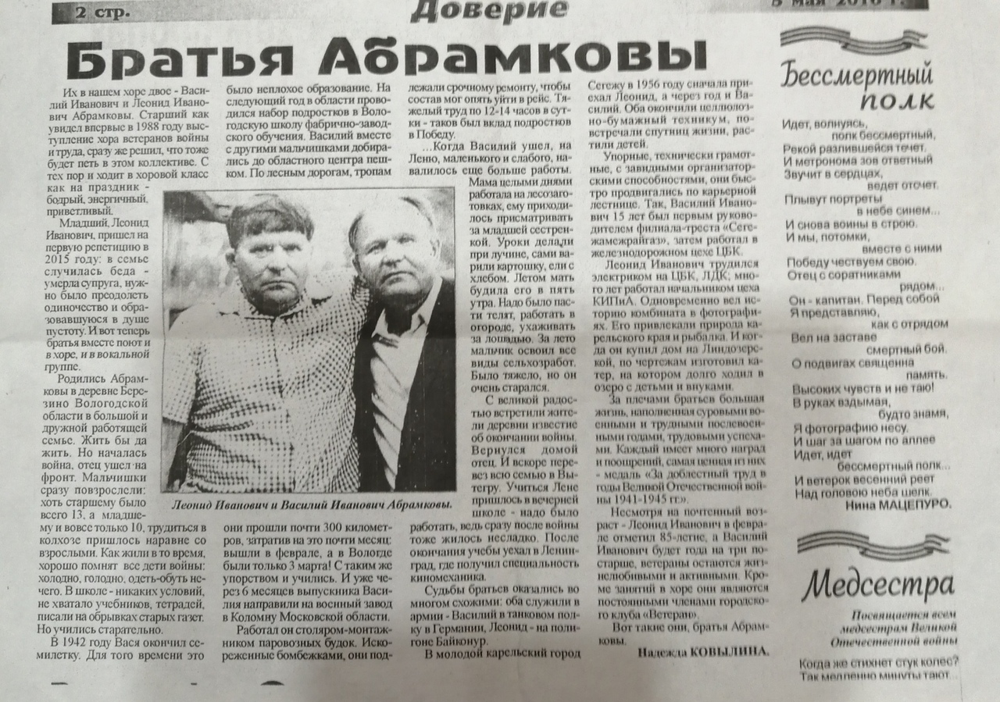 2 стр.
Доверие
5 мая 2016 г.
Братья Абрамковы
Их в нашем хоре двое - Васи-
лий Иванович и Леонид Ивано-
вич Абрамковы. Старший как
увидел впервые в 1988 году выс-
тупление хора ветеранов войны
и труда, сразу же решил, что тоже
будет петь в этом коллективе. С
тех пор и ходит в хоровой класс
как на праздник -
бодрый, энергичный,
приветливый.
Младший, Леонид
Иванович, пришел на
первую репетицию в
2015 году: в семье
случилась беда -
умерла супруга, нуж-
но было преодолеть
одиночество и обра-
зовавшуюся в душе
пустоту. И вот теперь
братья вместе поют и
в хоре, и в вокальной
группе.
Родились Абрам-
ковы в деревне Бере-
зино Вологодской
области в большой и
дружной работящей
семье. Жить бы да
жить. Но началась
война, отец ушел на
фронт. Мальчишки
сразу повзрослели:
хоть старшему было
всего 13, а младше-
му и вовсе только 10, трудиться в
колхозе пришлось наравне со
взрослыми. Как жили в то время,
хорошо помнят все дети войны:
холодно, голодно, одеть-обуть не-
чего. В школе - никаких условий,
не хватало учебников, тетрадей,
писали на обрывках старых газет.
Но учились старательно.
В 1942 году Вася окончил се-
милетку. Для того времени это
было неплохое образование. На
следующий год в области прово-
дился набор подростков в Воло-
годскую школу фабрично-завод-
ского обучения. Василий вместе
с другими мальчишками добира-
лись до областного центра пеш-
ком. По лесным дорогам, тропам
Леонид Иванович и Василий Иванович Абрамковы.
они прошли почти 300 километ-
ров, затратив на это почти месяц:
вышли в феврале, а в Вологде
были только 3 марта! С таким же
упорством и учились. И уже че-
рез 6 месяцев выпускника Васи-
лия направили на военный завод
в Коломну Московской области.
Работал он столяром-монтаж-
ником паровозных будок. Иско-
реженные бомбежками, они под-
лежали срочному ремонту, чтобы
состав мог опять уйти в рейс. Тя-
желый труд по 12-14 часов в сут-
ки - таков был вклад подростков
в Победу.
...Когда Василий ушел, на
Леню, маленького и слабого, на-
валилось еще больше работы.
Мама целыми днями
работала на лесозаго-
товках, ему приходи-
лось присматривать
за младшей сестрен-
кой. Уроки делали
при лучине, сами ва-
рили картошку, ели с
хлебом. Летом мать
будила его в пять
утра. Надо было пас-
ти телят, работать в
огороде, ухаживать
за лошадью. За лето
мальчик освоил все
виды сельхозработ.
Было тяжело, но он
очень старался.
С великой радос-
тью встретили жите-
ли деревни известие
об окончании войны.
Вернулся домой
отец. И вскоре пере-
вез всю семью в Вы-
тегру. Учиться Лене
пришлось в вечерней
школе - надо было
работать, ведь сразу после войны
тоже жилось несладко. После
окончания учебы уехал в Ленин-
град, где получил специальность
киномеханика.
Судьбы братьев оказались во
многом схожими: оба служили в
армии - Василий в танковом пол-
ку в Германии, Леонид - на поли-
гоне Байконур.
В молодой карельский город
Сегежу в 1956 году сначала при-
ехал Леонид, а через год и Ва-
силий. Оба окончили целлюлоз-
но-бумажный техникум, по-
встречали спутниц жизни, рас-
тили детей.
Упорные, технически грамот-
ные, с завидными организатор-
скими способностями, они быс-
тро продвигались по карьерной
лестнице. Так, Василий Ивано-
вич 15 лет был первым руково-
дителем филиала-треста «Сеге-
жамежрайгаз», затем работал в
железнодорожном цехе ЦБК.
Леонид Иванович трудился
электриком на ЦБК, ЛДК, мно-
го лет работал начальником цеха
КИПиА. Одновременно вел ис-
торию комбината в фотографи-
ях. Его привлекали природа ка-
рельского края и рыбалка. И ког-
да он купил дом на Линдозере-
кой, по чертежам изготовил ка-
тер, на котором долго ходил в
озеро с детьми и внуками.
За плечами братьев большая
жизнь, наполненная суровыми во-
енными и трудными послевоен-
ными годами, трудовыми успеха-
ми. Каждый имеет много наград
и поощрений, самая ценная из них
- медаль «За доблестный труд в
годы Великой Отечественной вой-
ны 1941-1945 гг.».
Несмотря на почтенный воз-
раст - Леонид Иванович в февра-
ле отметил 85-летие, а Василий
Иванович будет года на три по-
старше, ветераны остаются жиз-
нелюбивыми и активными. Кро-
ме занятий в хоре они являются
постоянными членами городско-
го клуба «Ветеран».
Вот такие они, братья Абрам-
ковы.
Надежда КОВЫЛИНА.
Бессмертный
полк
Идет, волнуясь,
полк бессмертный,
Рекой разлившейся течет.
И метронома зов ответный
Звучит в сердцах,
ведет отсчет.
Плывут портреты
в небе синем...
И снова воины в строю.
И мы, потомки,
вместе с ними
Победу чествуем свою.
Отец с соратниками
рядом...
Он - капитан. Перед собой
Я представляю,
как с отрядом
Вел на заставе
смертный бой.
О подвигах священна
память.
Высоких чувств и не таю!
В руках вздымая,
будто знамя,
Я фотографию несу.
И шаг за шагом по аллее
Идет, идет
бессмертный полк...
И ветерок весенний реет
Над головою неба шелк.
Нина МАЦЕПУРО.
Медсестра
Посвящается всем
медсестрам Великой
Отечественной войны
Когда же стихнет стук колес?
Так медленно минуты тают...